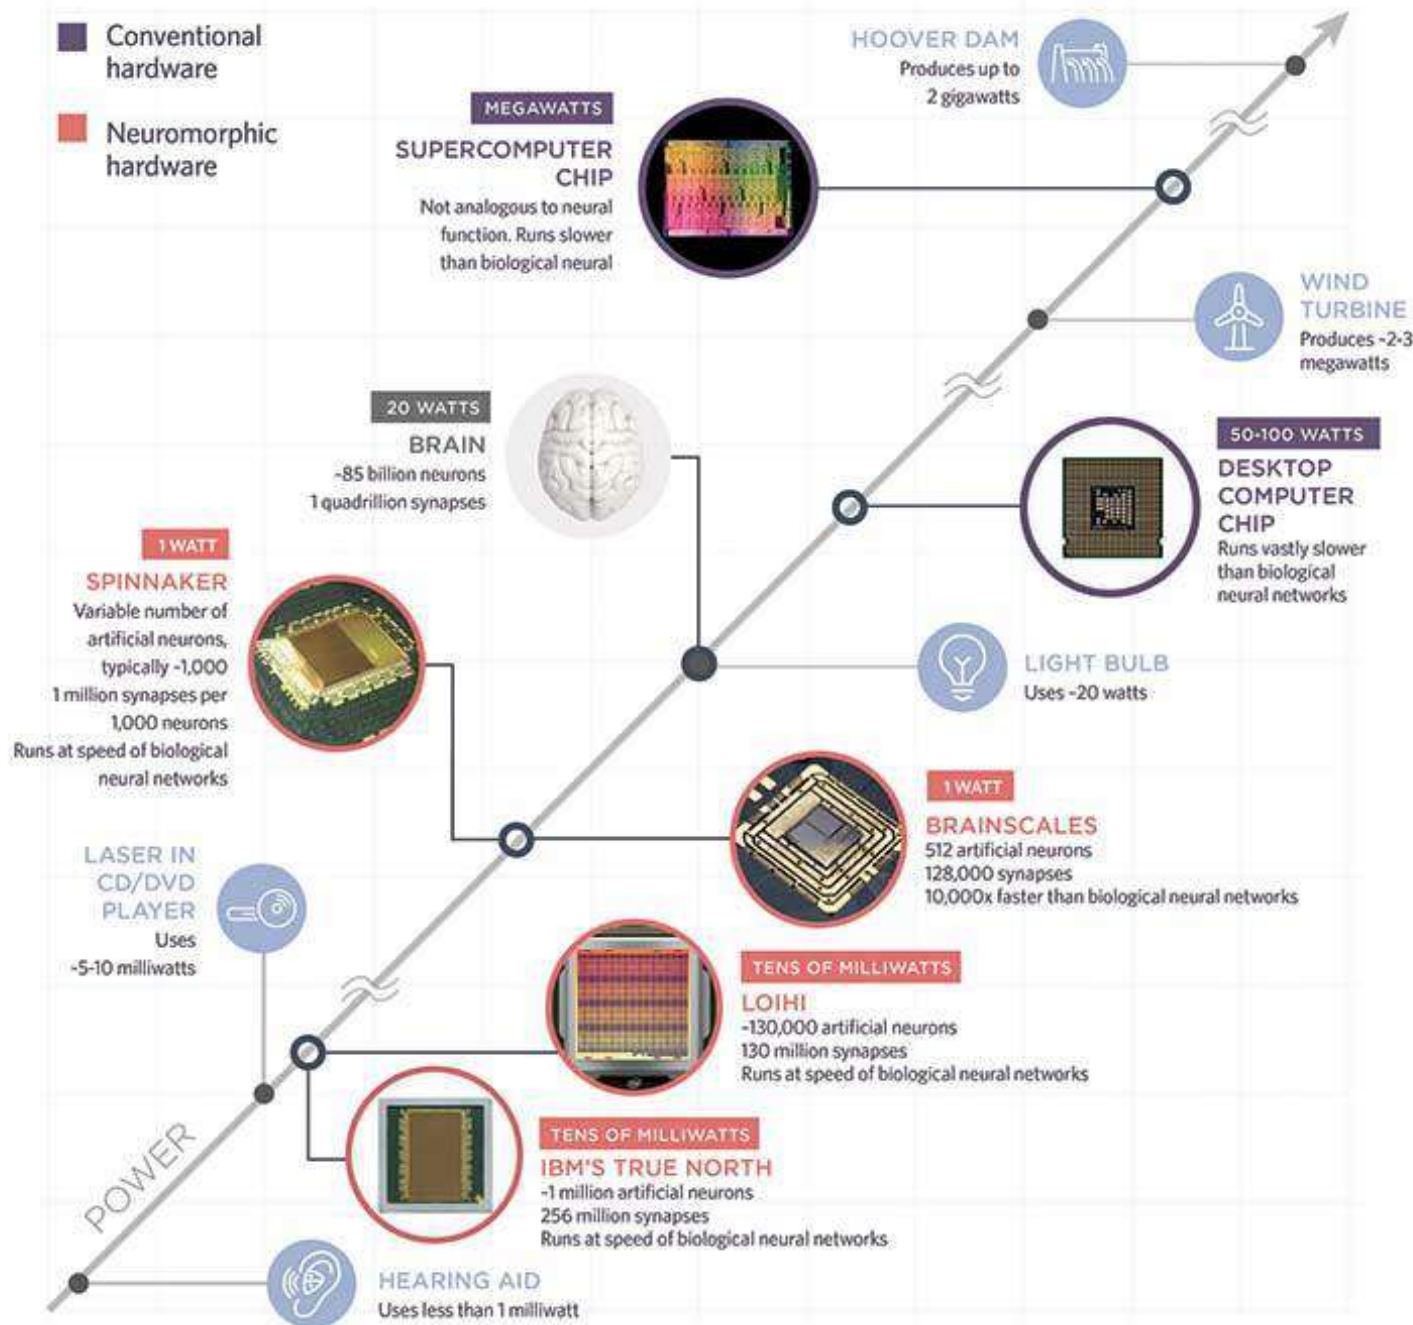 Conventional
hardware
Neuromorphic
hardware
HOOVER DAM
Produces up to
2 gigawatts
MEGAWATTS
SUPERCOMPUTER
CHIP
Not analogous to neural
function. Runs slower
than biological neural
WIND
TURBINE
Produces ~2-3
megawatts
20 WATTS
BRAIN
~85 billion neurons
1 quadrillion synapses
50-100 WATTS
DESKTOP
COMPUTER
CHIP
Runs vastly slower
than biological
neural networks
1 WATT
SPINNAKER
Variable number of
artificial neurons,
typically ~1,000
1 million synapses per
1,000 neurons
Runs at speed of biological
neural networks
LIGHT BULB
Uses ~20 watts
1 WATT
BRAINSCALES
512 artificial neurons
128,000 synapses
10,000x faster than biological neural networks
LASER IN
CD/DVD
PLAYER
Uses
~5-10 milliwatts
TENS OF MILLIWATTS
LOIHI
~130,000 artificial neurons
130 million synapses
Runs at speed of biological neural networks
TENS OF MILLIWATTS
IBM'S TRUE NORTH
~1 million artificial neurons
256 million synapses
Runs at speed of biological neural networks
POWER
HEARING AID
Uses less than 1 milliwatt